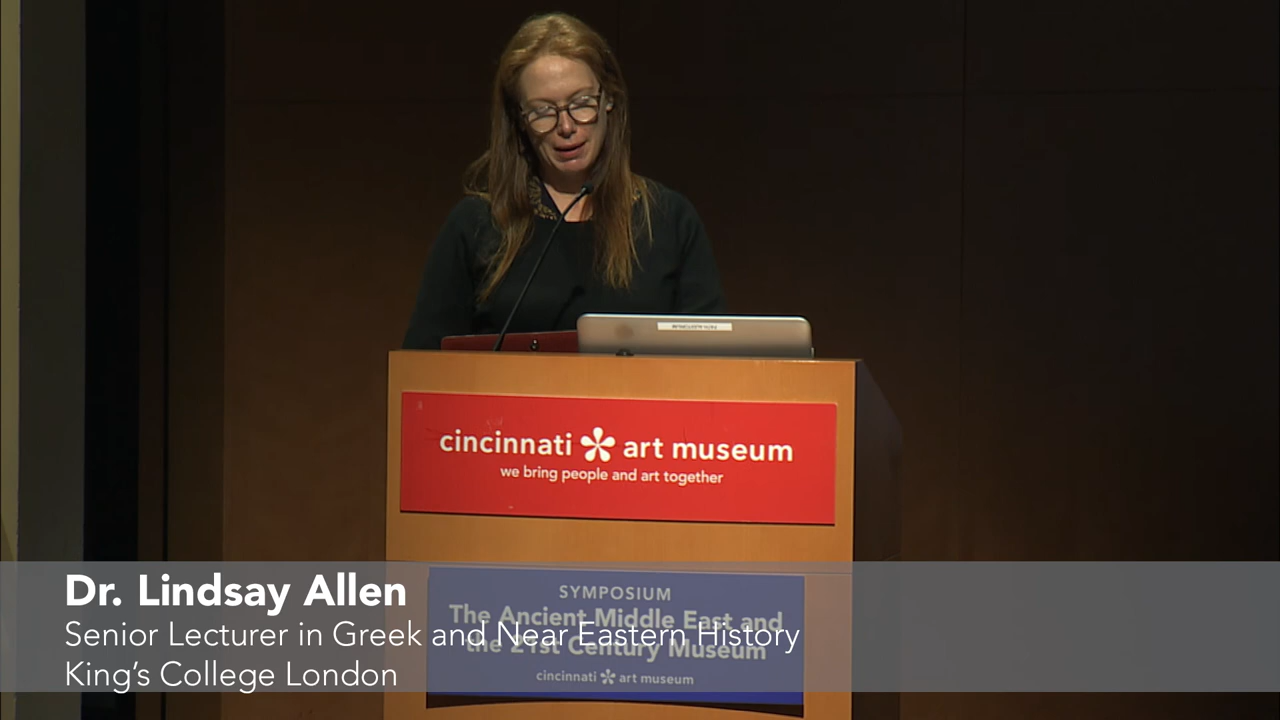 cincinnati art museum
we bring people and art together
Dr. Lindsay Allen
Senior Lecturer in Greek and Near Eastern History
King's College London
SYMPOSIUM
The Ancient Middle East and
the 21st Century Museum
cincinnati art museum